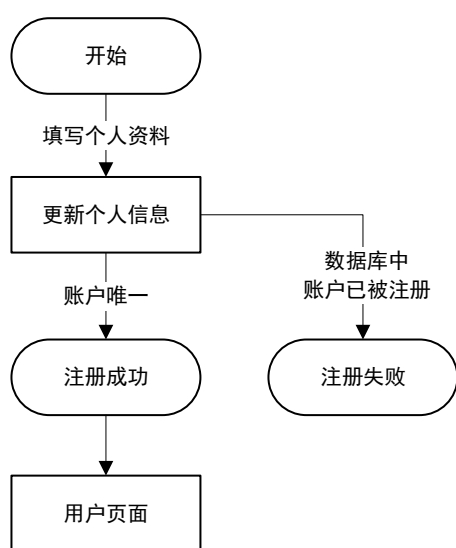 开始
填写个人资料
更新个人信息
数据库中
账户已被注册
账户唯一
注册成功
注册失败
用户页面